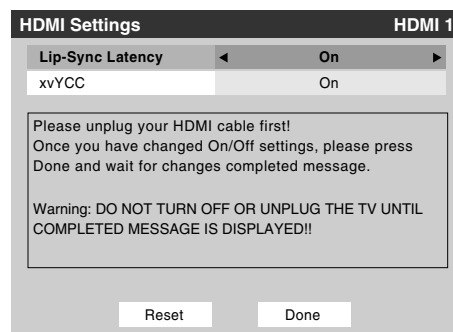 HDMI Settings HDMI 1
Lip-Sync Latency ◀ On ▶
xvYCC On
Please unplug your HDMI cable first!
Once you have changed On/Off settings, please press
Done and wait for changes completed message.
Warning: DO NOT TURN OFF OR UNPLUG THE TV UNTIL
COMPLETED MESSAGE IS DISPLAYED!!
Reset Done